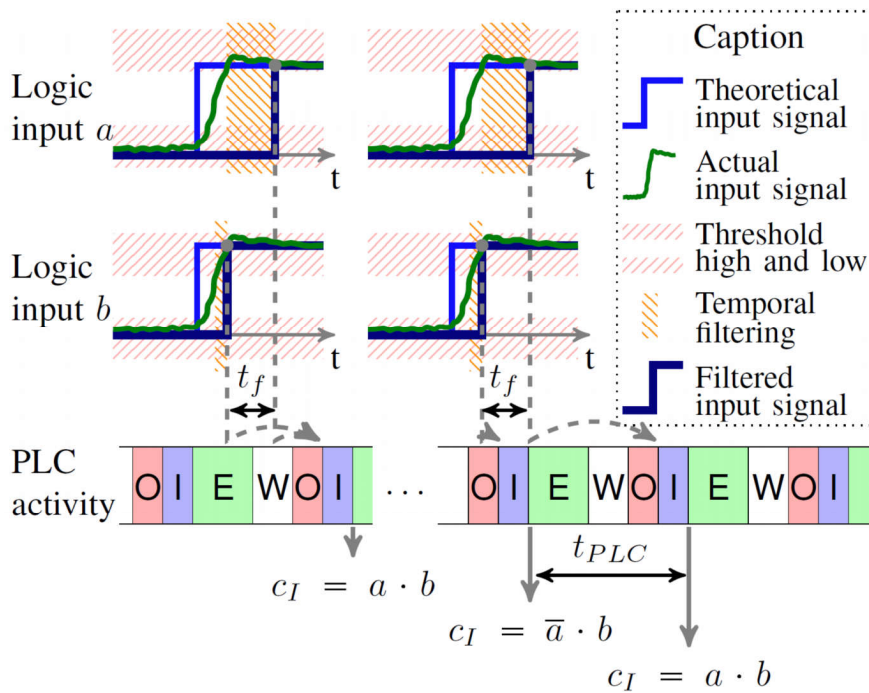 Logic
input a
t
t
Logic
input b
t
t
t_f
t_f
Caption
Theoretical
input signal
Actual
input signal
Threshold
high and low
Temporal
filtering
Filtered
input signal
PLC
activity
O I E W O I ... O I E W O I E W O I
t_PLC
c_I = a · b
c_I = a̅ · b
c_I = a · b